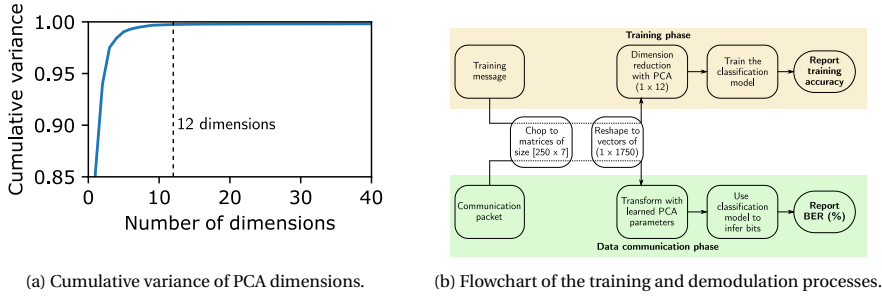 Cumulative variance
1.00
0.95
0.90
0.85
12 dimensions
0
10
20
30
40
Number of dimensions
(a) Cumulative variance of PCA dimensions.
Training phase
Training
message
Dimension
reduction
with PCA
(1 x 12)
Train the
classification
model
Report
training
accuracy
Chop to
matrices of
size [250 x 7]
Reshape to
vectors of
(1 x 1750)
Communication
packet
Transform with
learned PCA
parameters
Use
classification
model to
infer bits
Report
BER (%)
Data communication phase
(b) Flowchart of the training and demodulation processes.